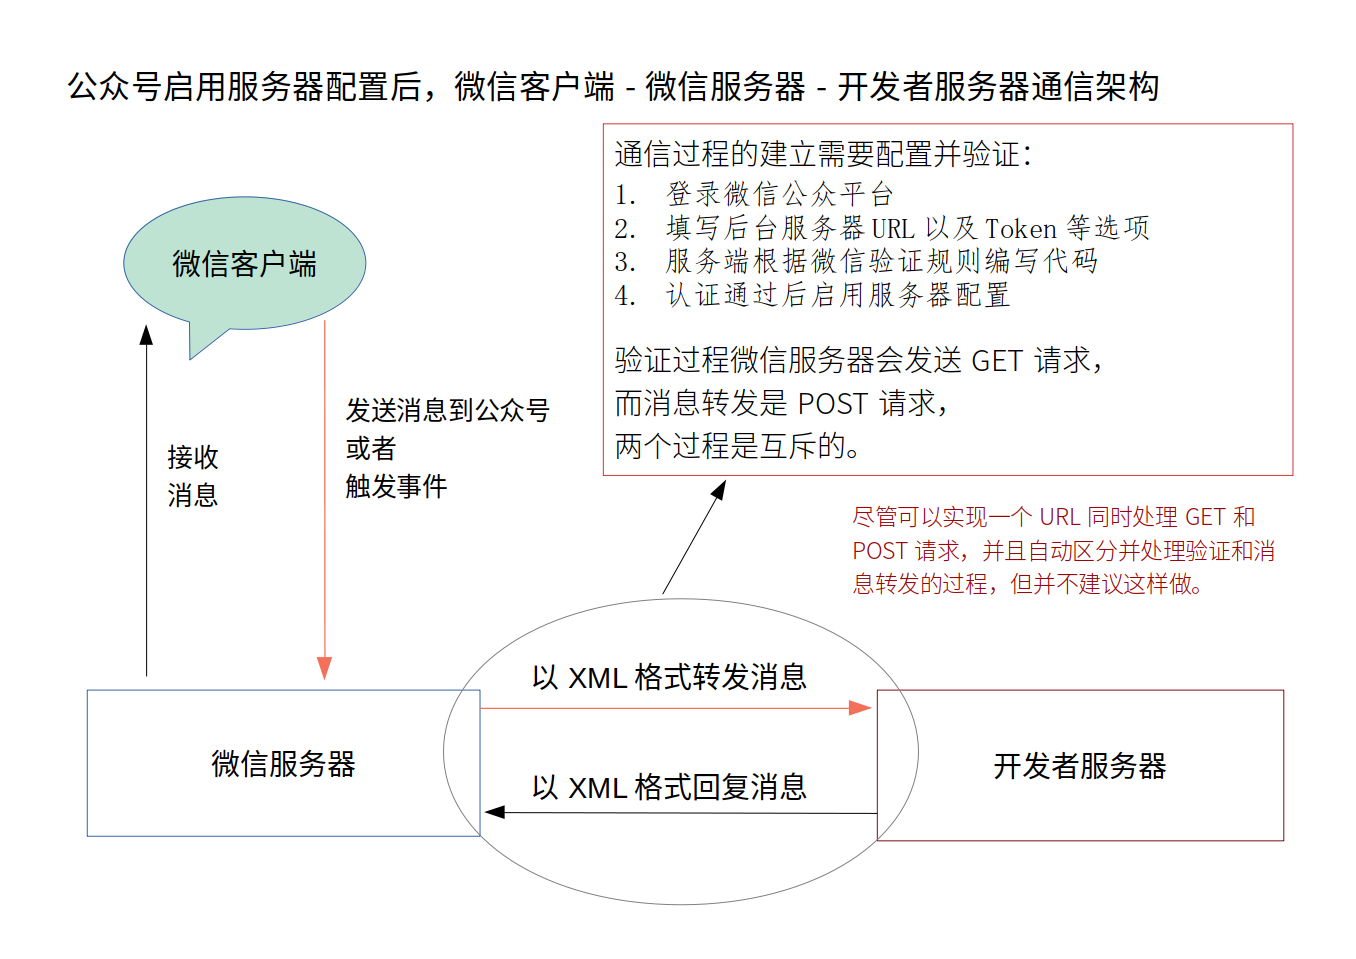 公众号启用服务器配置后，微信客户端 - 微信服务器 - 开发者服务器通信架构
通信过程的建立需要配置并验证：
1. 登录微信公众平台
2. 填写后台服务器 URL 以及 Token 等选项
3. 服务端根据微信验证规则编写代码
4. 认证通过后启用服务器配置
验证过程微信服务器会发送 GET 请求，
而消息转发是 POST 请求，
两个过程是互斥的。
微信客户端
发送消息到公众号
或者
触发事件
接收
消息
尽管可以实现一个 URL 同时处理 GET 和
POST 请求，并且自动区分并处理验证和消
息转发的过程，但并不建议这样做。
以 XML 格式转发消息
微信服务器
开发者服务器
以 XML 格式回复消息